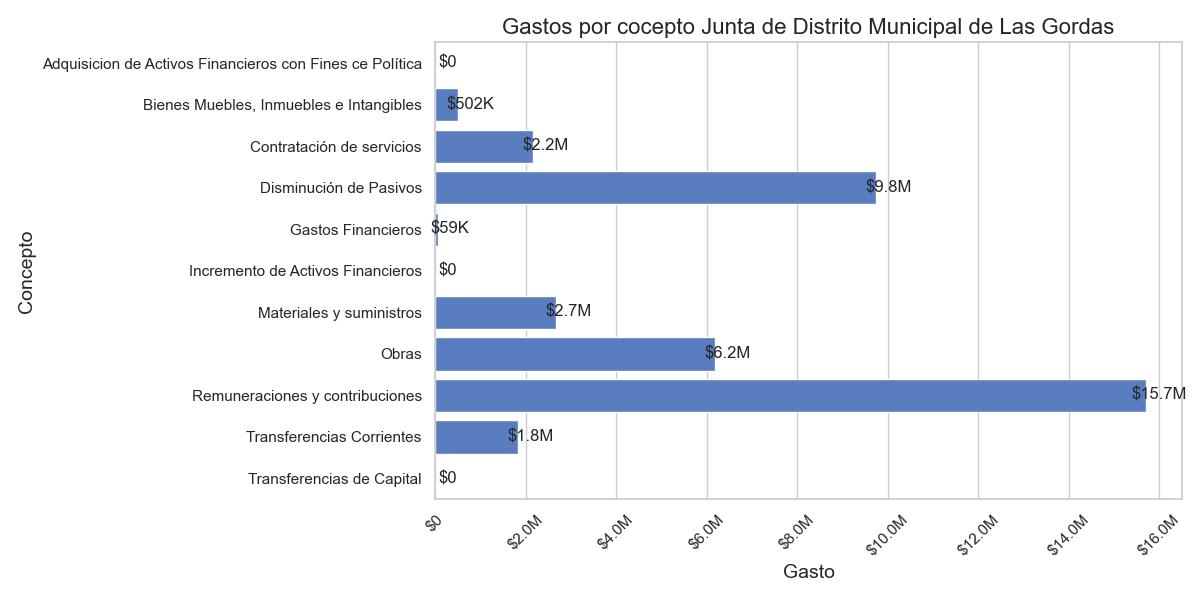 Gastos por cocepto Junta de Distrito Municipal de Las Gordas
Concepto
Adquisicion de Activos Financieros con Fines ce Política $0
Bienes Muebles, Inmuebles e Intangibles $502K
Contratación de servicios $2.2M
Disminución de Pasivos $9.8M
Gastos Financieros $59K
Incremento de Activos Financieros $0
Materiales y suministros $2.7M
Obras $6.2M
Remuneraciones y contribuciones $15.7M
Transferencias Corrientes $1.8M
Transferencias de Capital $0
$0 $2.0M $4.0M $6.0M $8.0M $10.0M $12.0M $14.0M $16.0M
Gasto